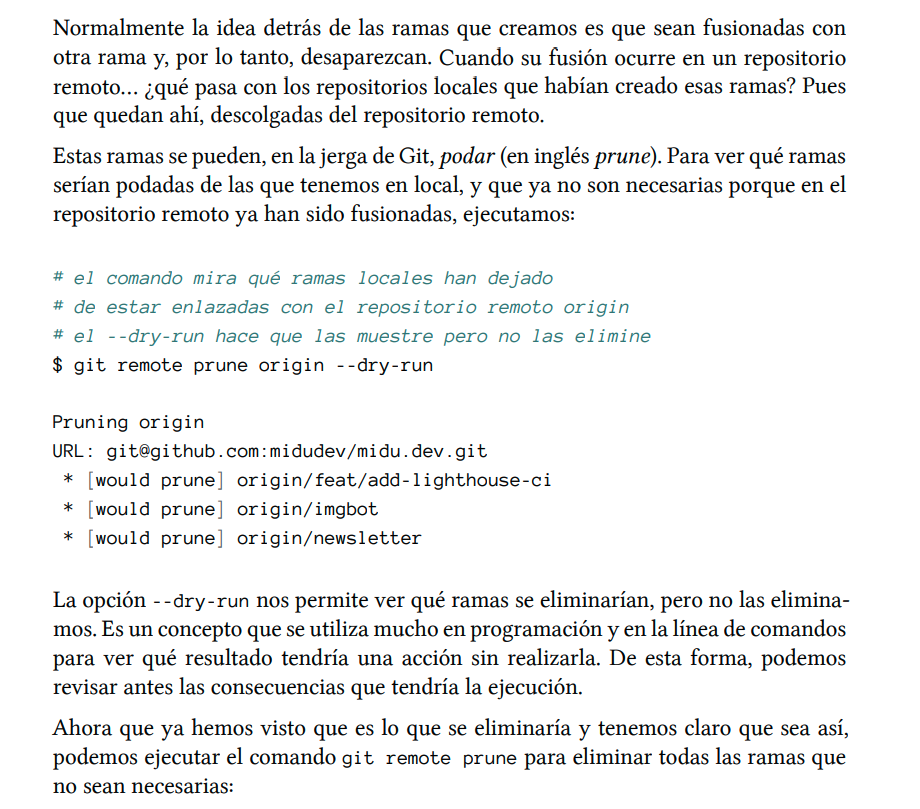 Normalmente la idea detrás de las ramas que creamos es que sean fusionadas con
otra rama y, por lo tanto, desaparezcan. Cuando su fusión ocurre en un repositorio
remoto… ¿qué pasa con los repositorios locales que habían creado esas ramas? Pues
que quedan ahí, descolgadas del repositorio remoto.
Estas ramas se pueden, en la jerga de Git, podar (en inglés prune). Para ver qué ramas
serían podadas de las que tenemos en local, y que ya no son necesarias porque en el
repositorio remoto ya han sido fusionadas, ejecutamos:
# el comando mira qué ramas locales han dejado
# de estar enlazadas con el repositorio remoto origin
# el --dry-run hace que las muestre pero no las elimine
$ git remote prune origin --dry-run
Pruning origin
URL: git@github.com:midudev/midu.dev.git
 * [would prune] origin/feat/add-lighthouse-ci
 * [would prune] origin/imgbot
 * [would prune] origin/newsletter
La opción --dry-run nos permite ver qué ramas se eliminarían, pero no las elimina-
mos. Es un concepto que se utiliza mucho en programación y en la línea de comandos
para ver qué resultado tendría una acción sin realizarla. De esta forma, podemos
revisar antes las consecuencias que tendría la ejecución.
Ahora que ya hemos visto que es lo que se eliminaría y tenemos claro que sea así,
podemos ejecutar el comando git remote prune para eliminar todas las ramas que
no sean necesarias: